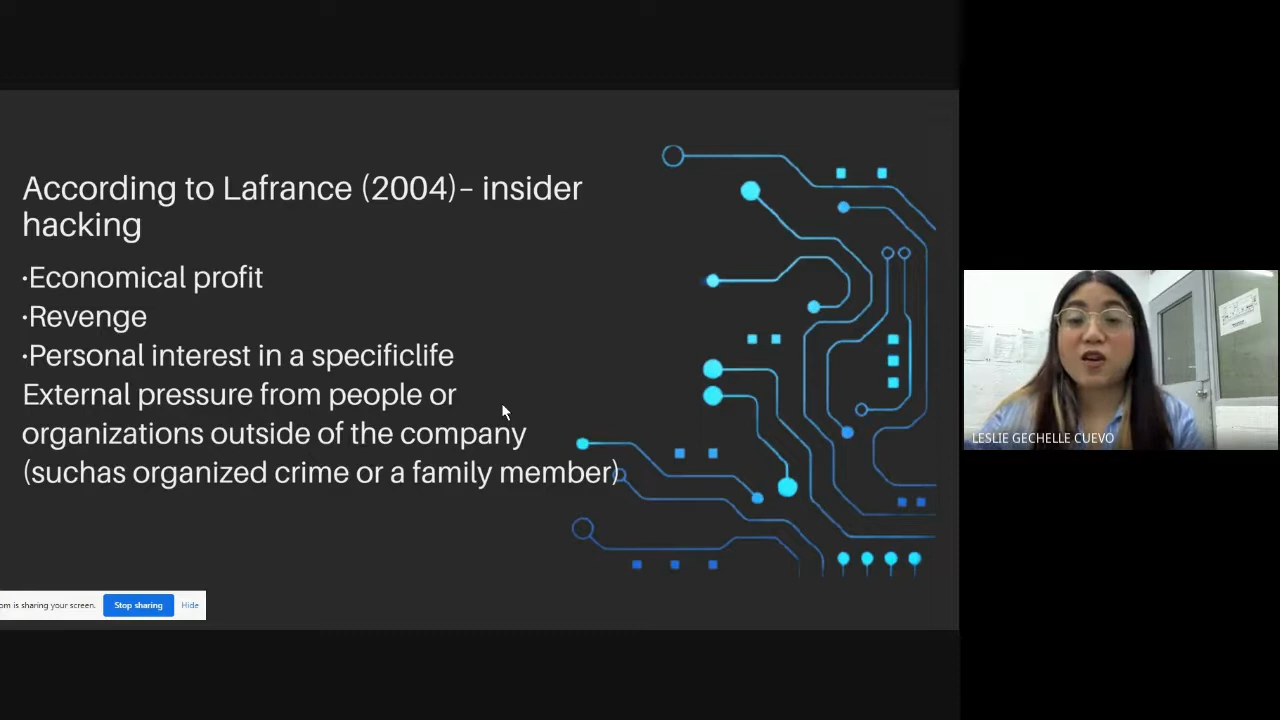 According to Lafrance (2004)– insider
hacking
·Economical profit
·Revenge
·Personal interest in a specificlife
External pressure from people or
organizations outside of the company
(suchas organized crime or a family member)
om is sharing your screen. Stop sharing Hide
LESLIE GECHELLE CUEVO